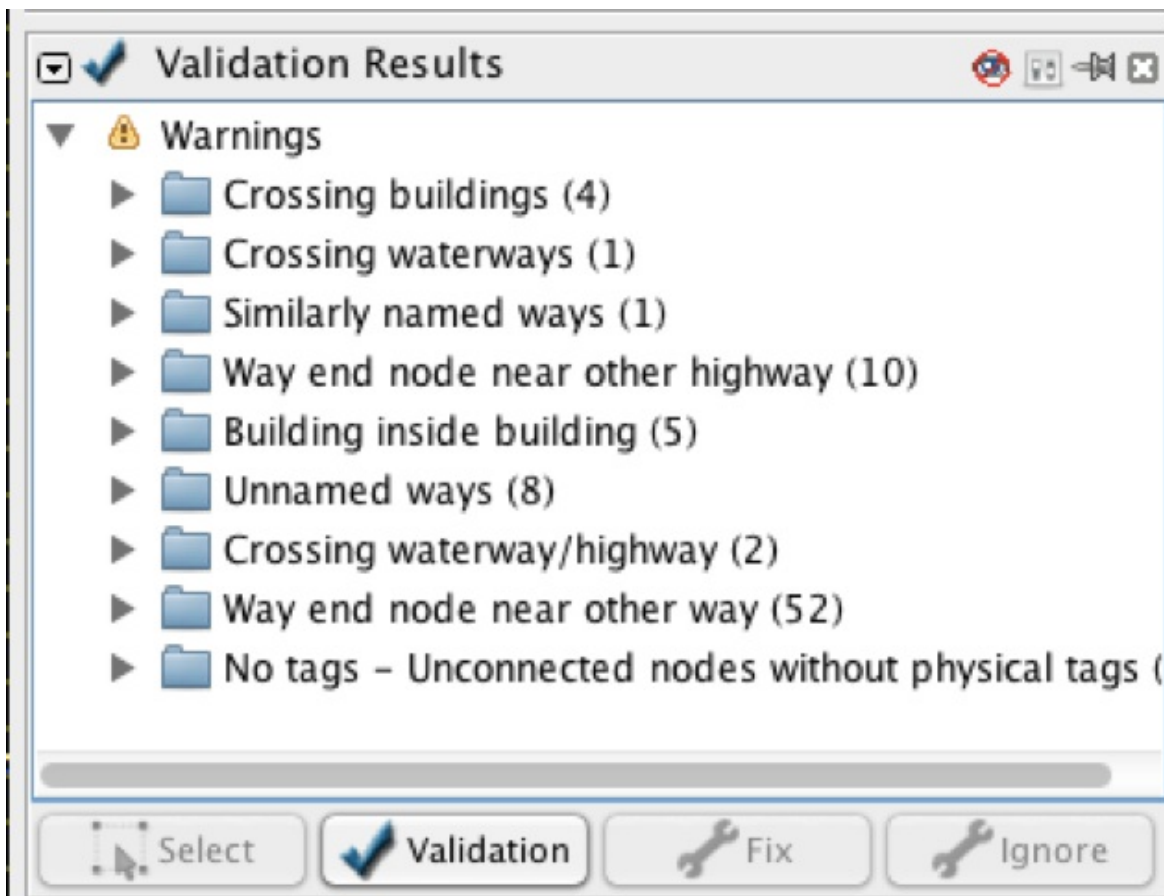 Validation Results
Warnings
Crossing buildings (4)
Crossing waterways (1)
Similarly named ways (1)
Way end node near other highway (10)
Building inside building (5)
Unnamed ways (8)
Crossing waterway/highway (2)
Way end node near other way (52)
No tags – Unconnected nodes without physical tags (
Select Validation Fix Ignore